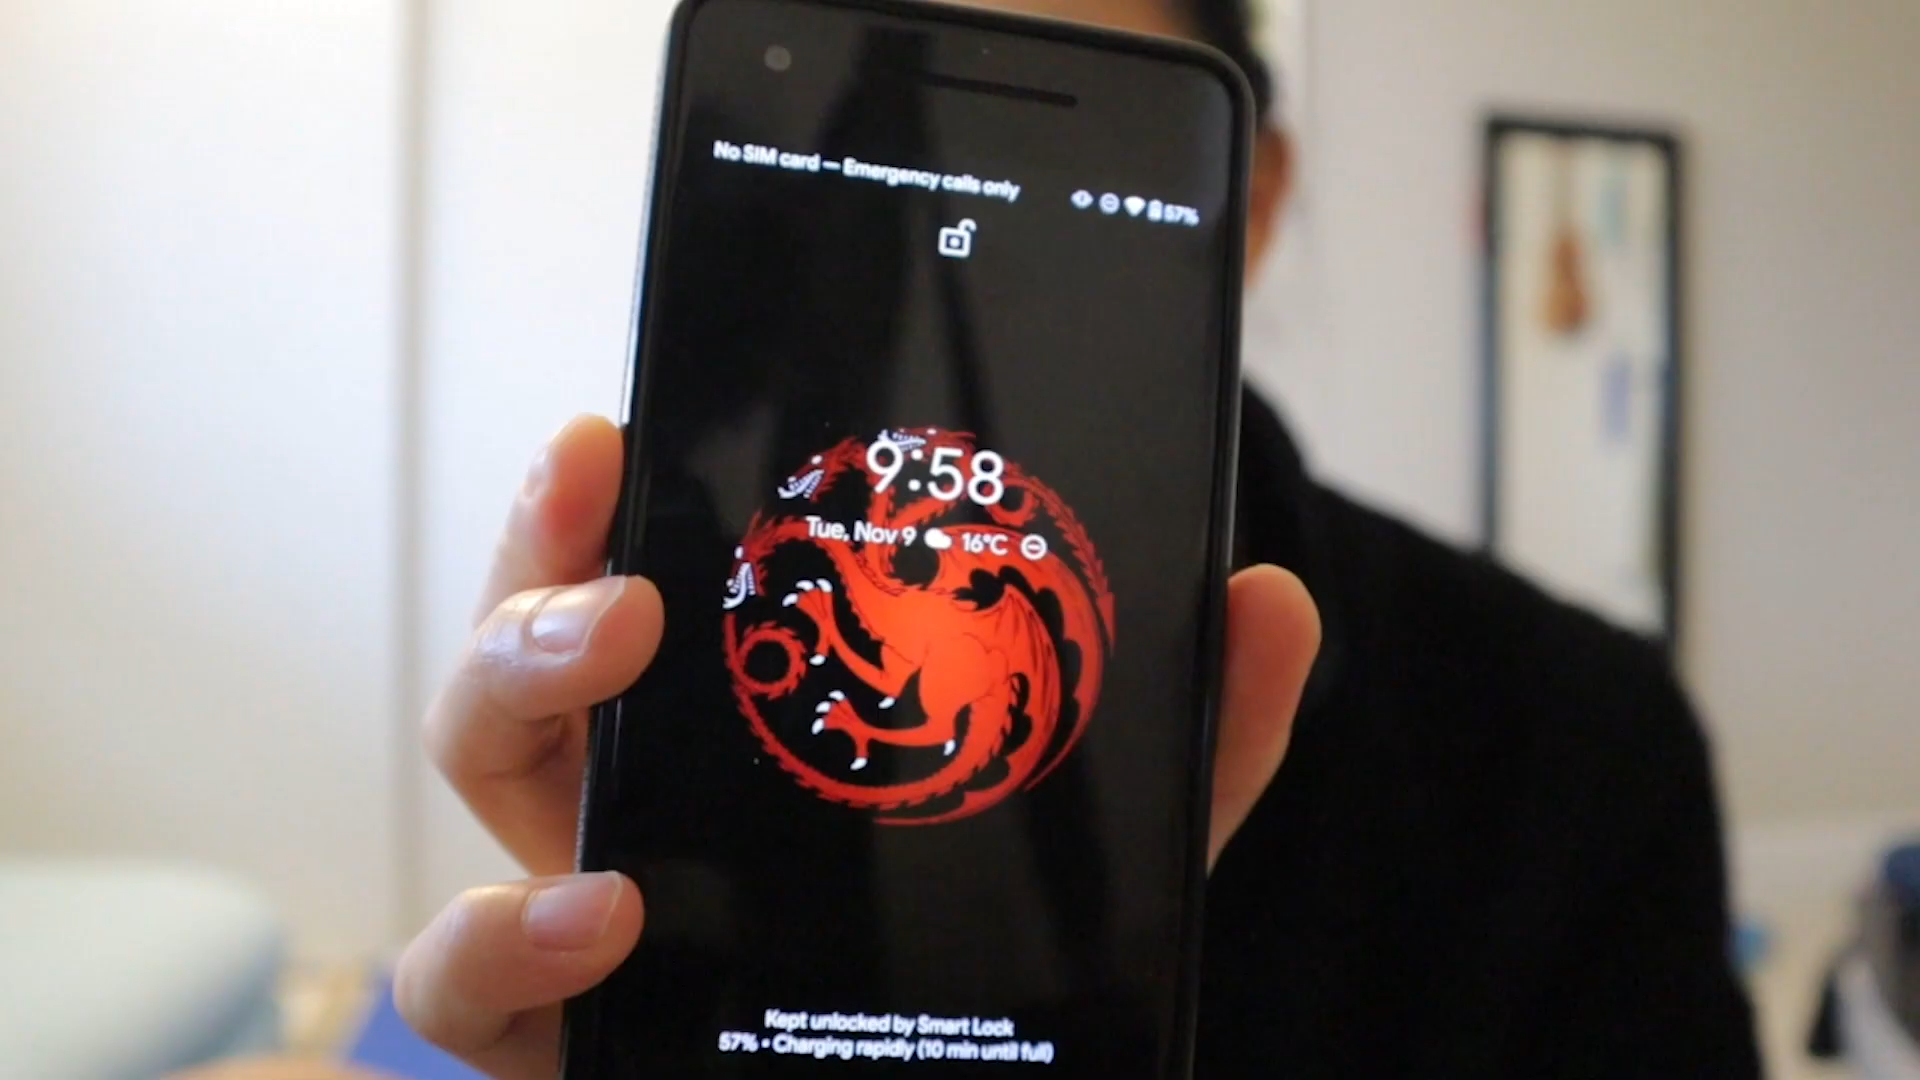 No SIM card — Emergency calls only
57%
9:58
Tue, Nov 9 16°C
Kept unlocked by Smart Lock
57% • Charging rapidly (10 min until full)